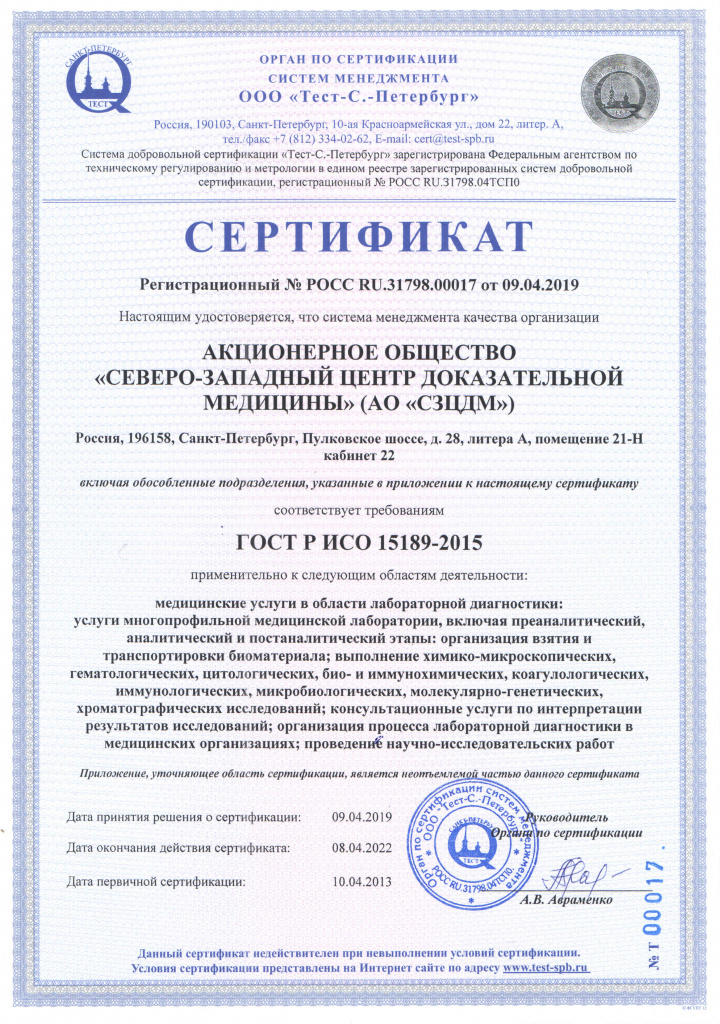 САНКТ-ПЕТЕРБУРГ
ТЕСТ
ОРГАН ПО СЕРТИФИКАЦИИ
СИСТЕМ МЕНЕДЖМЕНТА
ООО «Тест-С.-Петербург»
Россия, 190103, Санкт-Петербург, 10-ая Красноармейская ул., дом 22, литер. А,
тел./факс +7 (812) 334-02-62, E-mail: cert@test-spb.ru
Система добровольной сертификации «Тест-С.-Петербург» зарегистрирована Федеральным агентством по
техническому регулированию и метрологии в едином реестре зарегистрированных систем добровольной
сертификации, регистрационный № РОСС RU.31798.04ТСП0
СЕРТИФИКАТ
Регистрационный № РОСС RU.31798.00017 от 09.04.2019
Настоящим удостоверяется, что система менеджмента качества организации
АКЦИОНЕРНОЕ ОБЩЕСТВО
«СЕВЕРО-ЗАПАДНЫЙ ЦЕНТР ДОКАЗАТЕЛЬНОЙ
МЕДИЦИНЫ» (АО «СЗЦДМ»)
Россия, 196158, Санкт-Петербург, Пулковское шоссе, д. 28, литера А, помещение 21-Н
кабинет 22
включая обособленные подразделения, указанные в приложении к настоящему сертификату
соответствует требованиям
ГОСТ Р ИСО 15189-2015
применительно к следующим областям деятельности:
медицинские услуги в области лабораторной диагностики:
услуги многопрофильной медицинской лаборатории, включая преаналитический,
аналитический и постаналитический этапы: организация взятия и
транспортировки биоматериала; выполнение химико-микроскопических,
гематологических, цитологических, био- и иммунохимических, коагулологических,
иммунологических, микробиологических, молекулярно-генетических,
хроматографических исследований; консультационные услуги по интерпретации
результатов исследований; организация процесса лабораторной диагностики в
медицинских организациях; проведение научно-исследовательских работ
Приложение, уточняющее область сертификации, является неотъемлемой частью данного сертификата
Дата принятия решения о сертификации: 09.04.2019
Дата окончания действия сертификата: 08.04.2022
Дата первичной сертификации: 10.04.2013
Орган по сертификации систем менеджмента
ООО "Тест-С.-Петербург"
САНКТ-ПЕТЕРБУРГ
ТЕСТ
РОСС RU.31798.04ТСП0.
Руководитель
Органа по сертификации
А.В. Авраменко
№ Т 00017.
Данный сертификат недействителен при невыполнении условий сертификации.
Условия сертификации представлены на Интернет сайте по адресу www.test-spb.ru